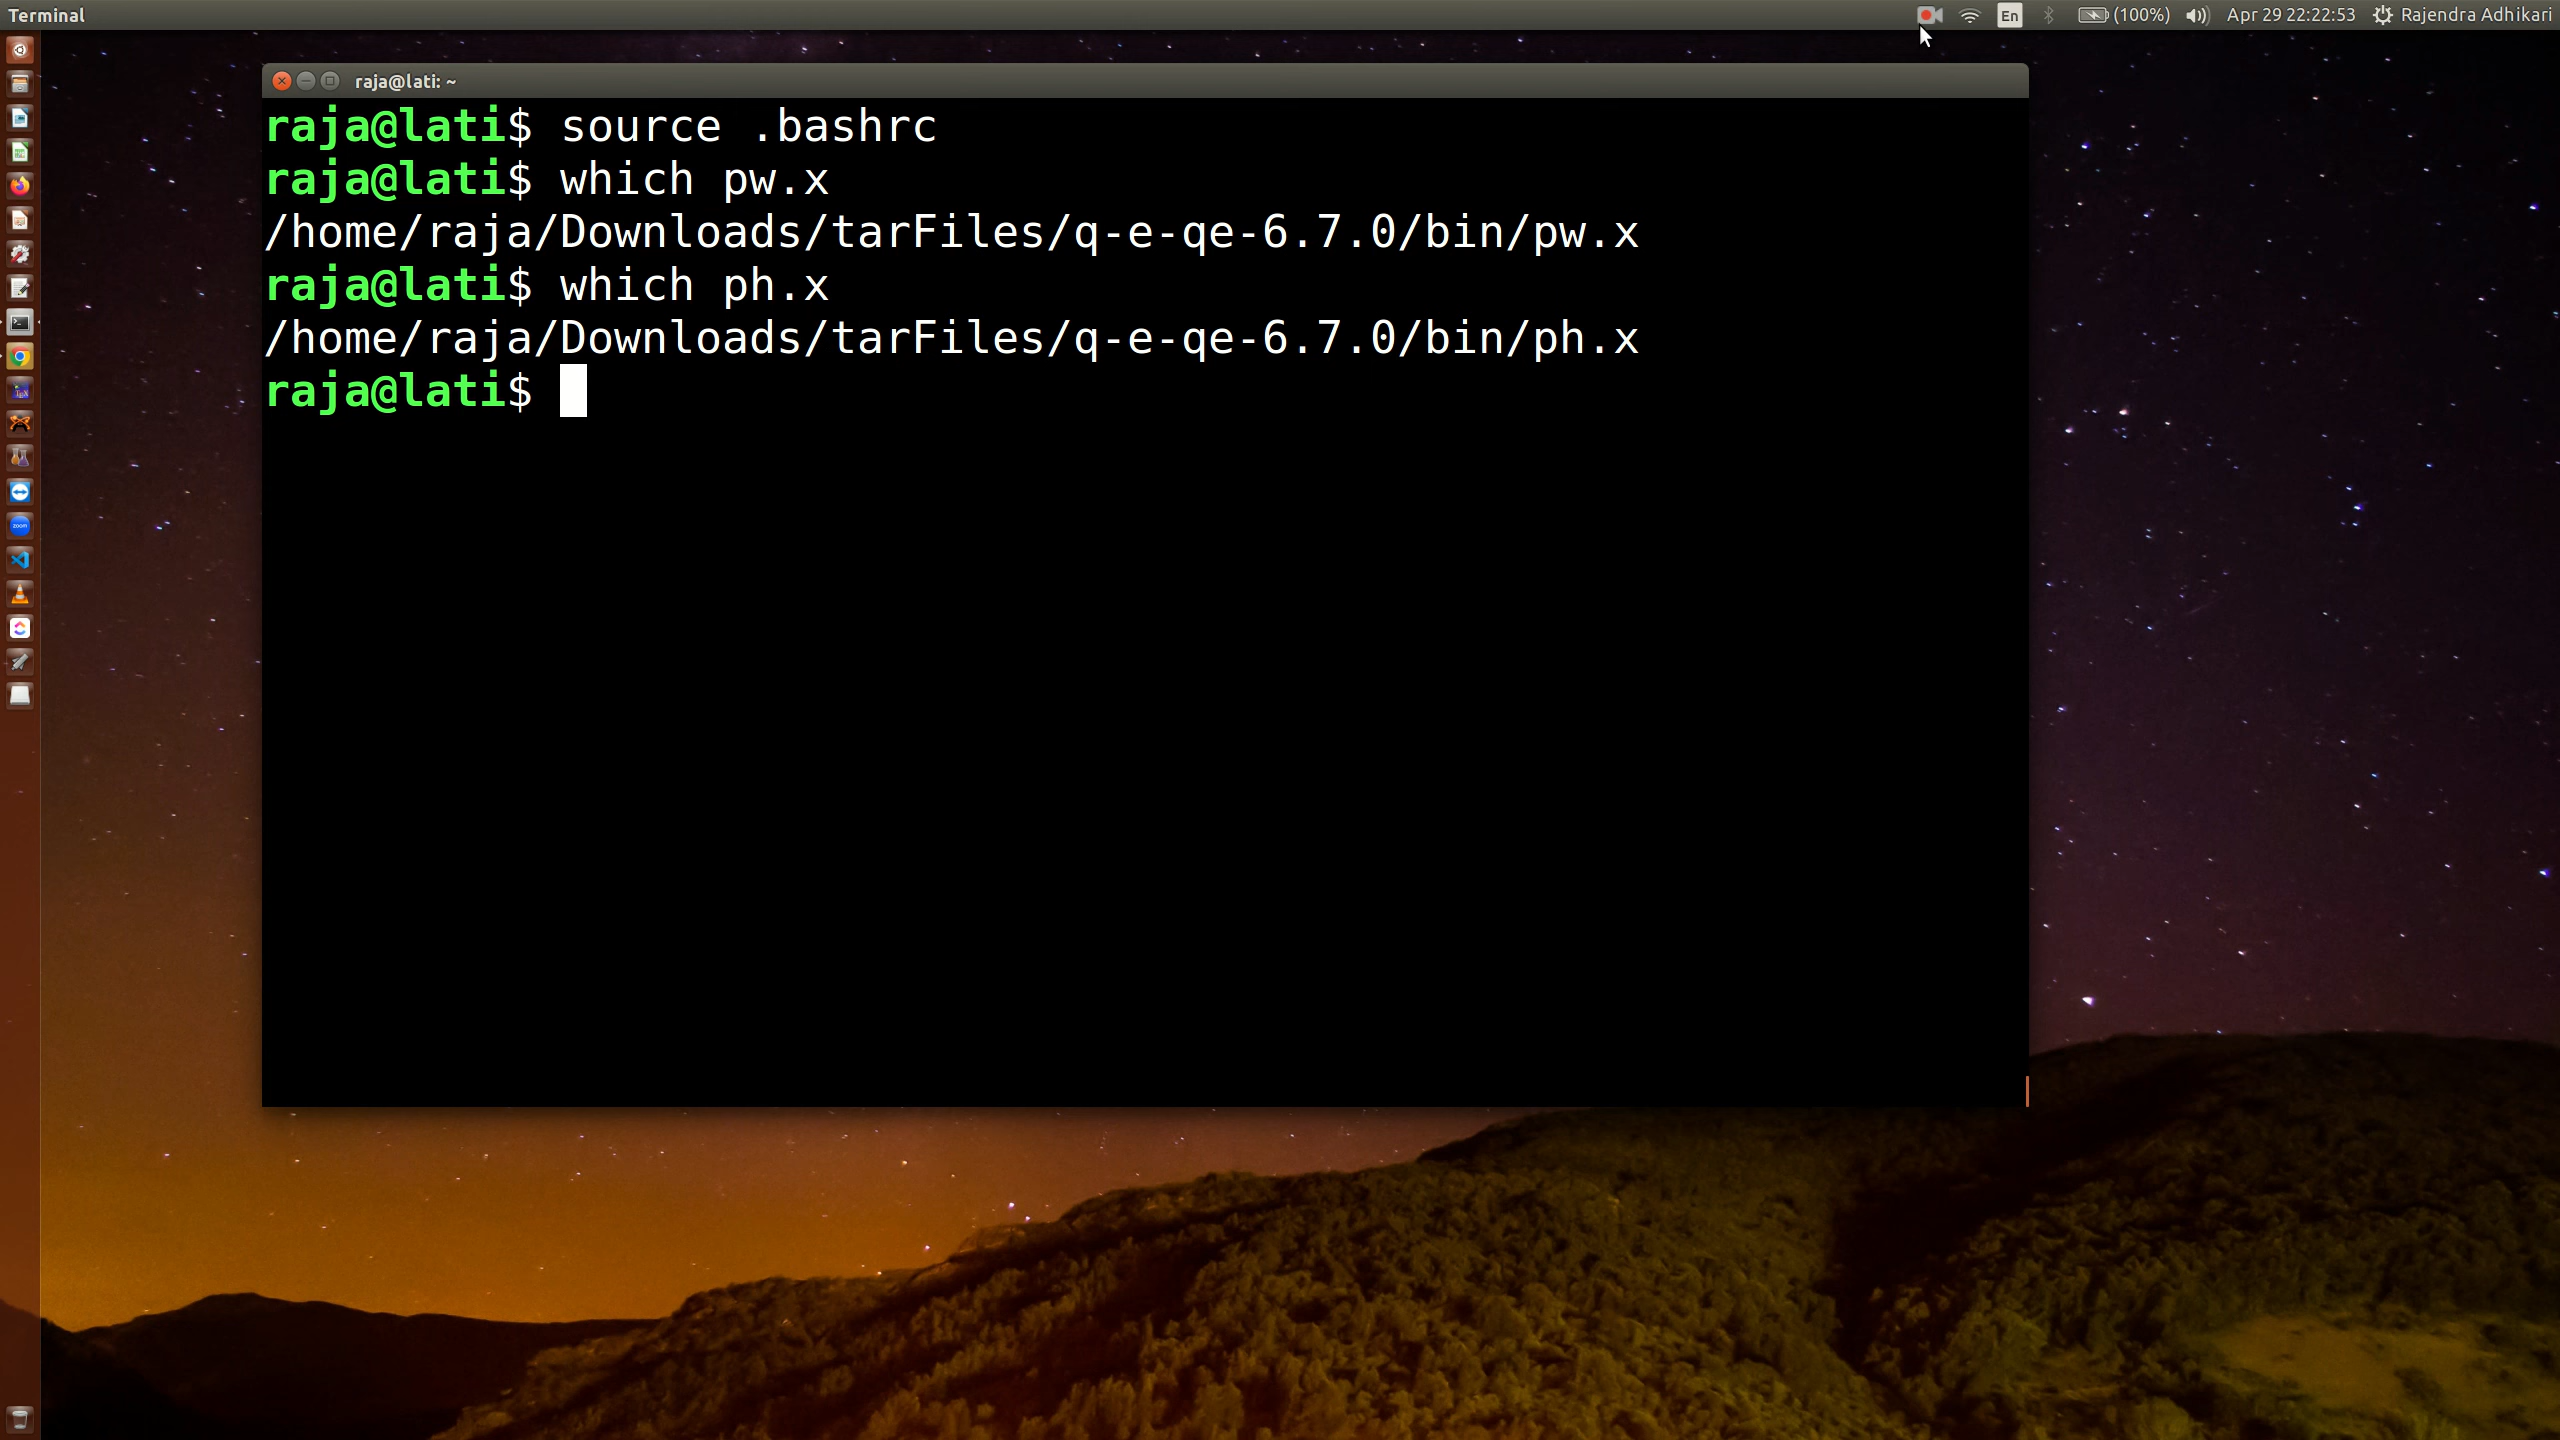 Terminal
En
(100%)
Apr 29 22:22:53
Rajendra Adhikari
raja@lati: ~
raja@lati$ source .bashrc
raja@lati$ which pw.x
/home/raja/Downloads/tarFiles/q-e-qe-6.7.0/bin/pw.x
raja@lati$ which ph.x
/home/raja/Downloads/tarFiles/q-e-qe-6.7.0/bin/ph.x
raja@lati$
zoom